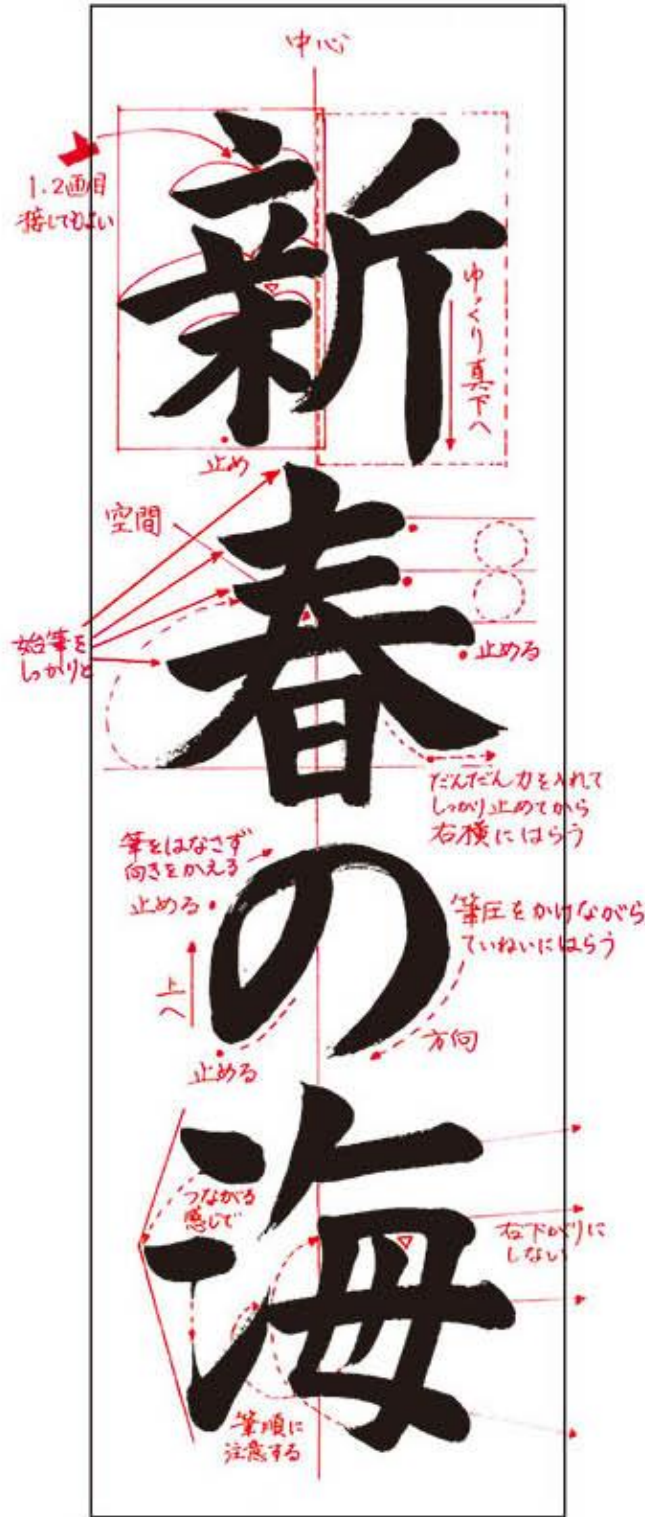 中心
新春の海
1.2画目
接してもよい
ゆっくり真下へ
止め
空間
始筆を
しっかりと
止める
だんだん力を入れて
しっかり止めてから
右横にはらう
筆をはなさず
向きをかえる
止める
上へ
止める
筆圧をかけながら
ていねいにはらう
方向
つながる
感じで
右下がりに
しない
筆順に
注意する